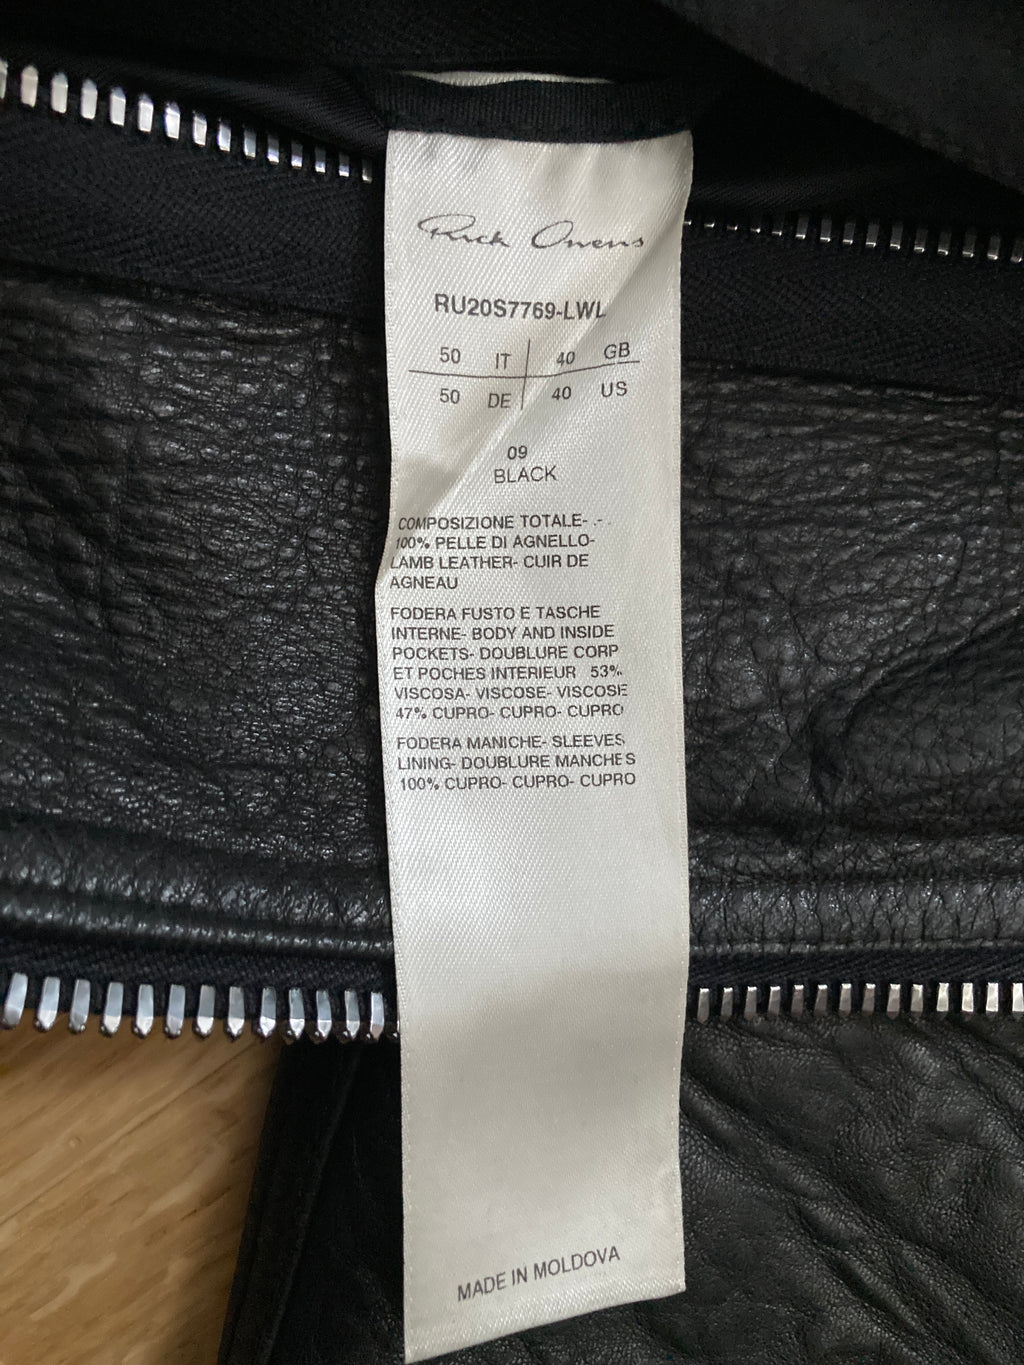 Rick Owens
RU20S7769-LWL
50 IT 40 GB
50 DE 40 US
09
BLACK
COMPOSIZIONE TOTALE- .- .
100% PELLE DI AGNELLO-
LAMB LEATHER- CUIR DE
AGNEAU
FODERA FUSTO E TASCHE
INTERNE- BODY AND INSIDE
POCKETS- DOUBLURE CORP
ET POCHES INTERIEUR 53%
VISCOSA- VISCOSE- VISCOSE
47% CUPRO- CUPRO- CUPRO
FODERA MANICHE- SLEEVES
LINING- DOUBLURE MANCHES
100% CUPRO- CUPRO- CUPRO
MADE IN MOLDOVA